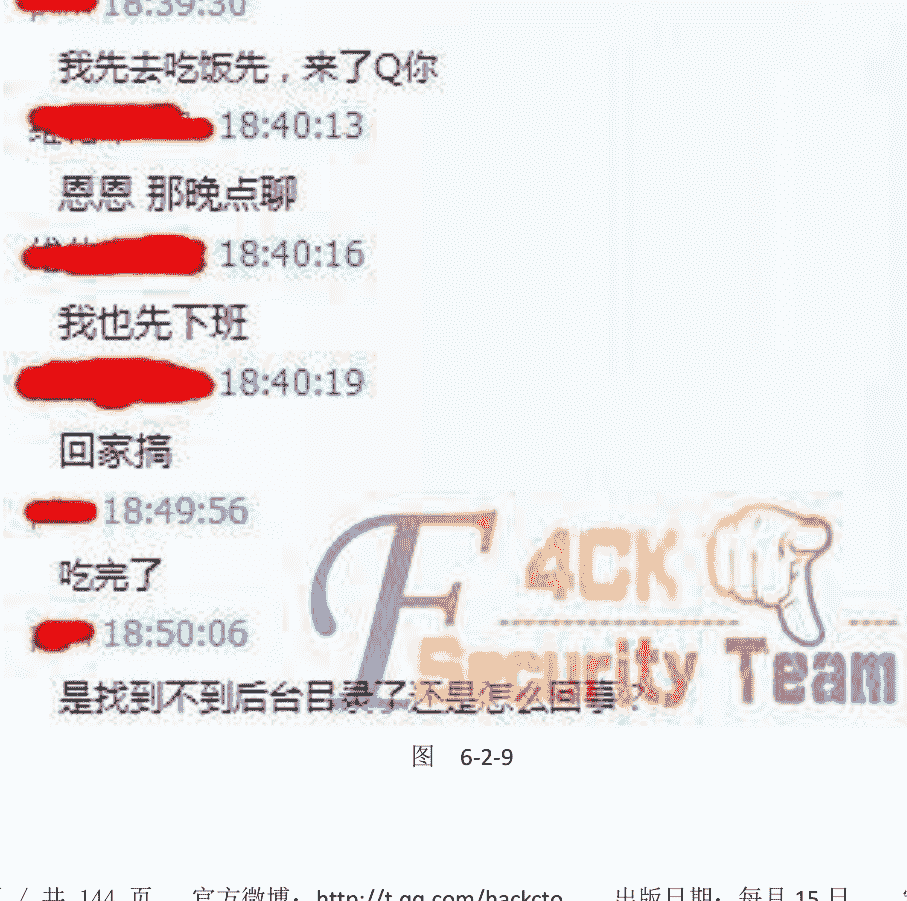 18:39:30
我先去吃饭先，来了Q你
18:40:13
恩恩 那晚点聊
18:40:16
我也先下班
18:40:19
回家搞
18:49:56
吃完了
18:50:06
是找到不到后台目录了还是怎么回事？
F4CK
Security Team
图 6-2-9
/ 共 144 页 官方微博：http://t.qq.com/hackcto 出版日期：每月 15 日